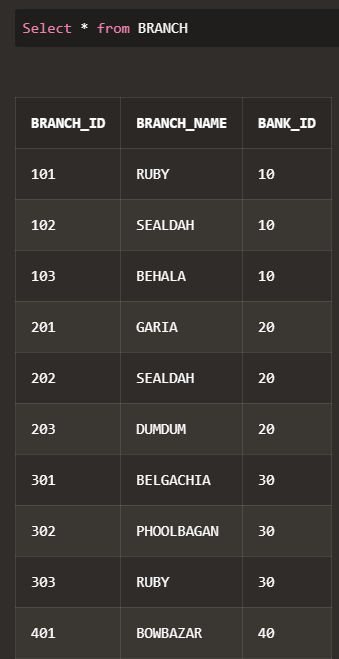 Select * from BRANCH
BRANCH_ID BRANCH_NAME BANK_ID
101 RUBY 10
102 SEALDAH 10
103 BEHALA 10
201 GARIA 20
202 SEALDAH 20
203 DUMDUM 20
301 BELGACHIA 30
302 PHOOLBAGAN 30
303 RUBY 30
401 BOWBAZAR 40